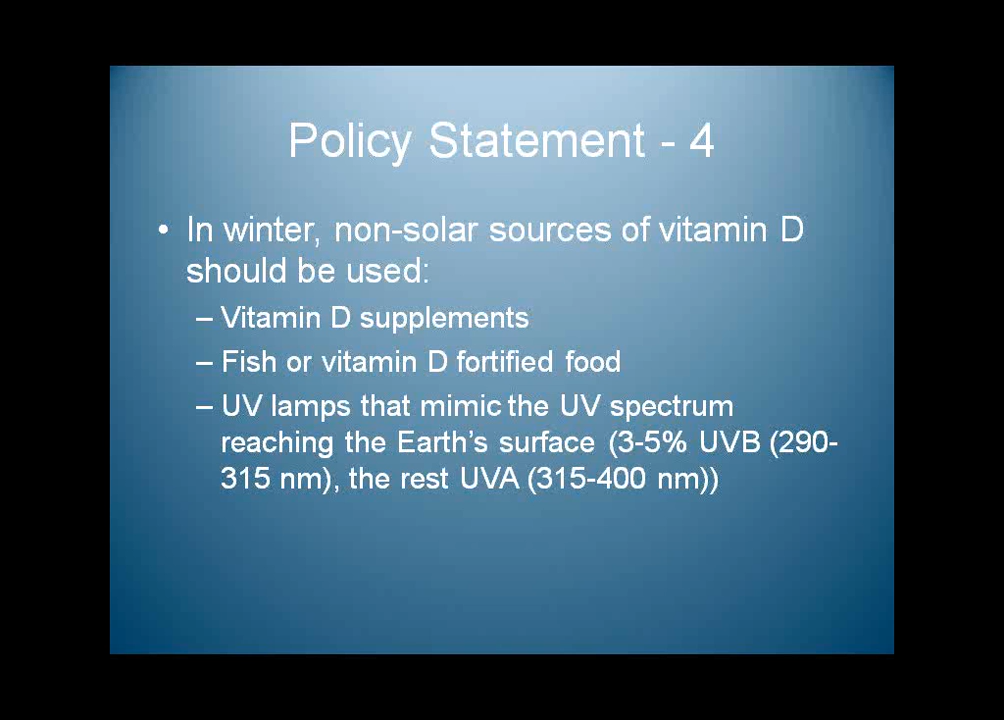 Policy Statement - 4
• In winter, non-solar sources of vitamin D
should be used:
– Vitamin D supplements
– Fish or vitamin D fortified food
– UV lamps that mimic the UV spectrum
reaching the Earth’s surface (3-5% UVB (290-
315 nm), the rest UVA (315-400 nm))